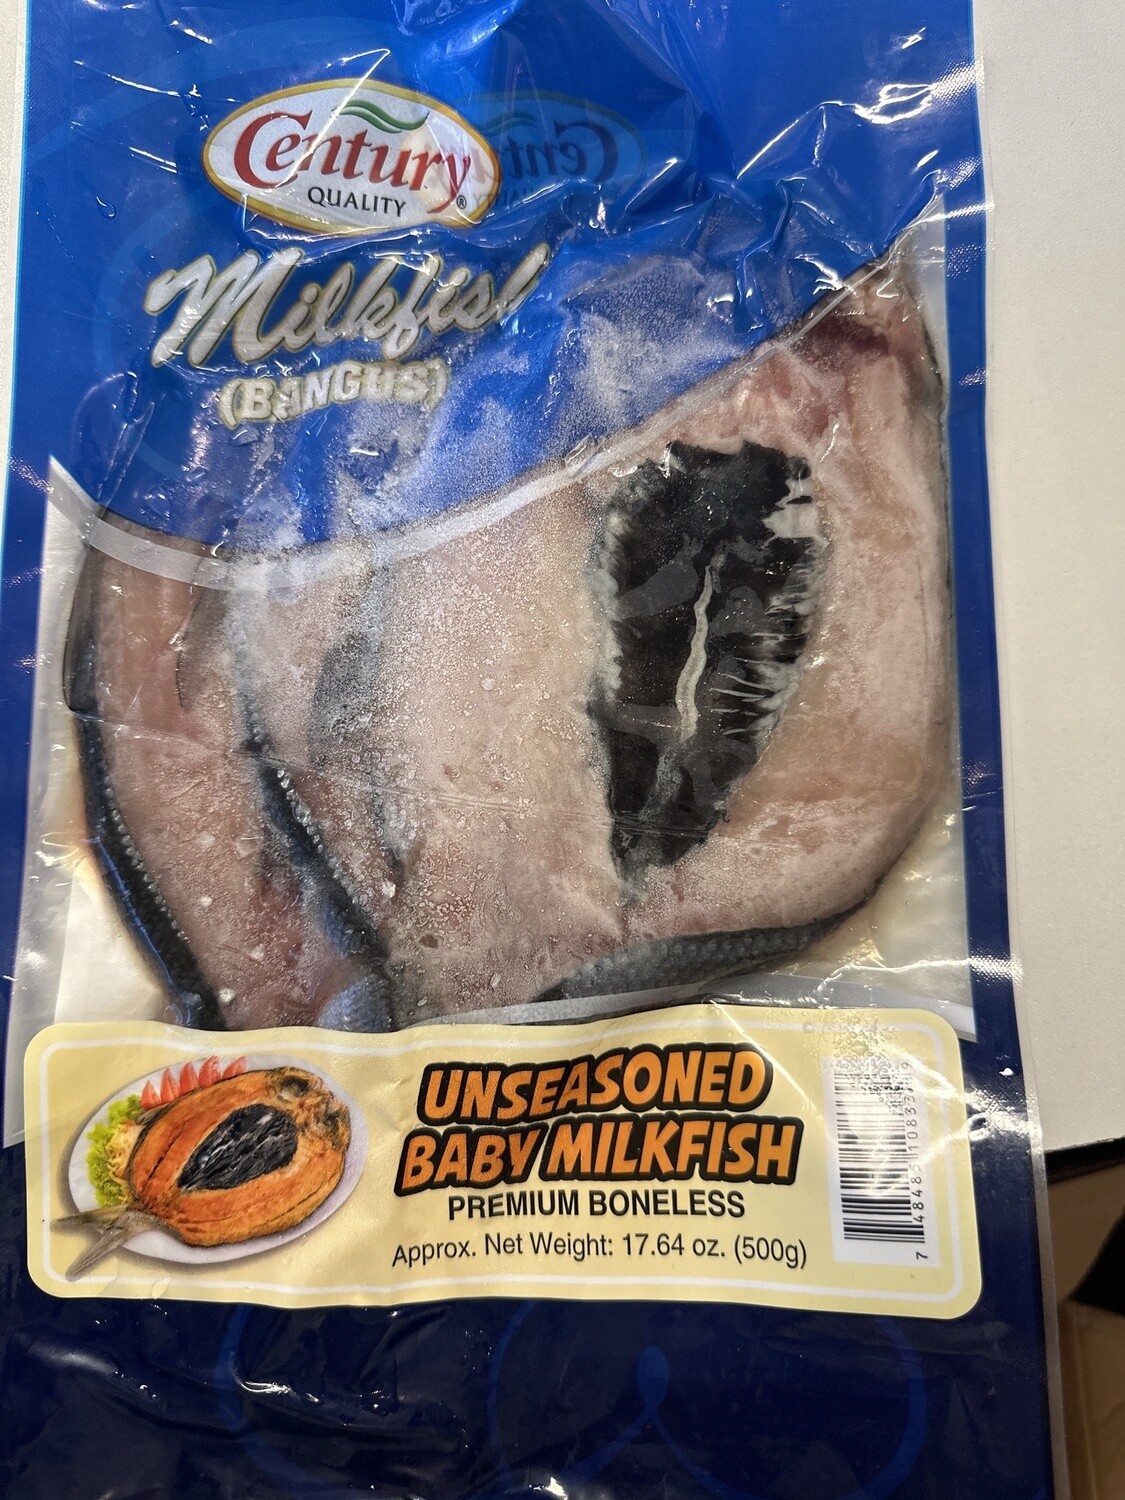 Century®
QUALITY
Milkfish
(BANGUS)
UNSEASONED
BABY MILKFISH
PREMIUM BONELESS
Approx. Net Weight: 17.64 oz. (500g)